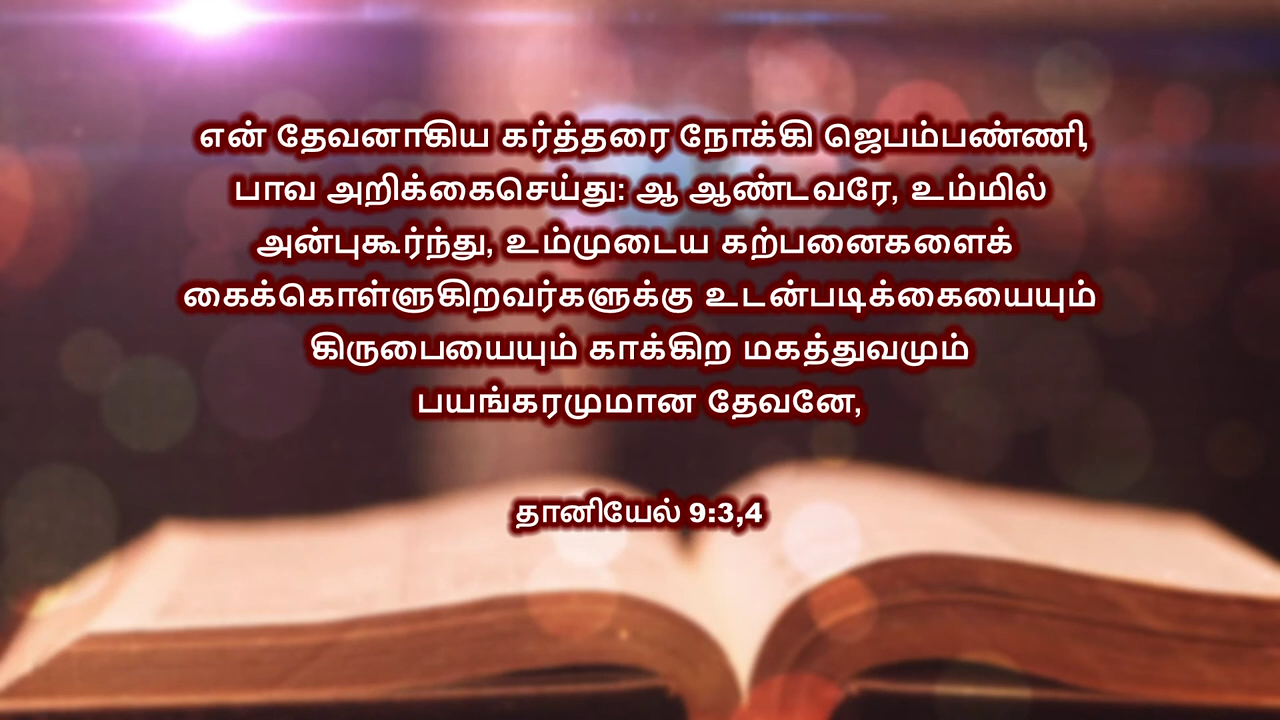 என் தேவனாகிய கர்த்தரை நோக்கி ஜெபம்பண்ணி,
பாவ அறிக்கைசெய்து: ஆ ஆண்டவரே, உம்மில்
அன்புகூர்ந்து, உம்முடைய கற்பனைகளைக்
கைக்கொள்ளுகிறவர்களுக்கு உடன்படிக்கையையும்
கிருபையையும் காக்கிற மகத்துவமும்
பயங்கரமுமான தேவனே,
தானியேல் 9:3,4